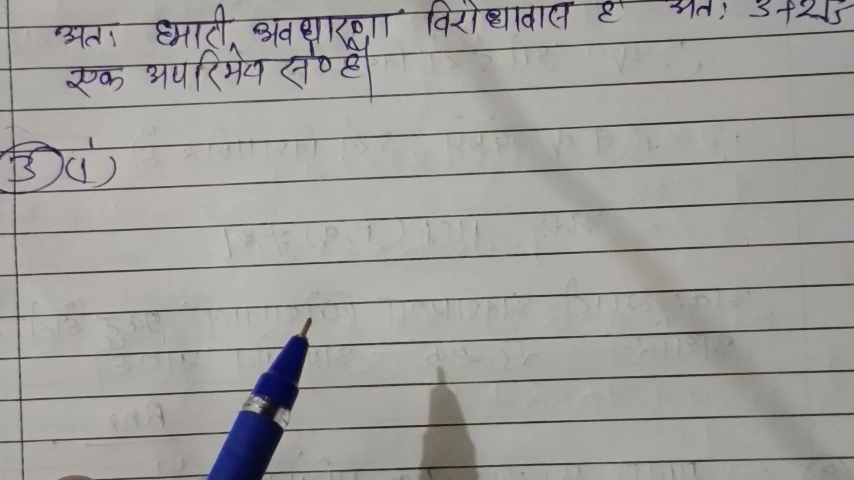 अतः हमारी अवधारणा विरोधावास है अतः 3+2√5
एक अपरिमेय सं० है|
3 (i)